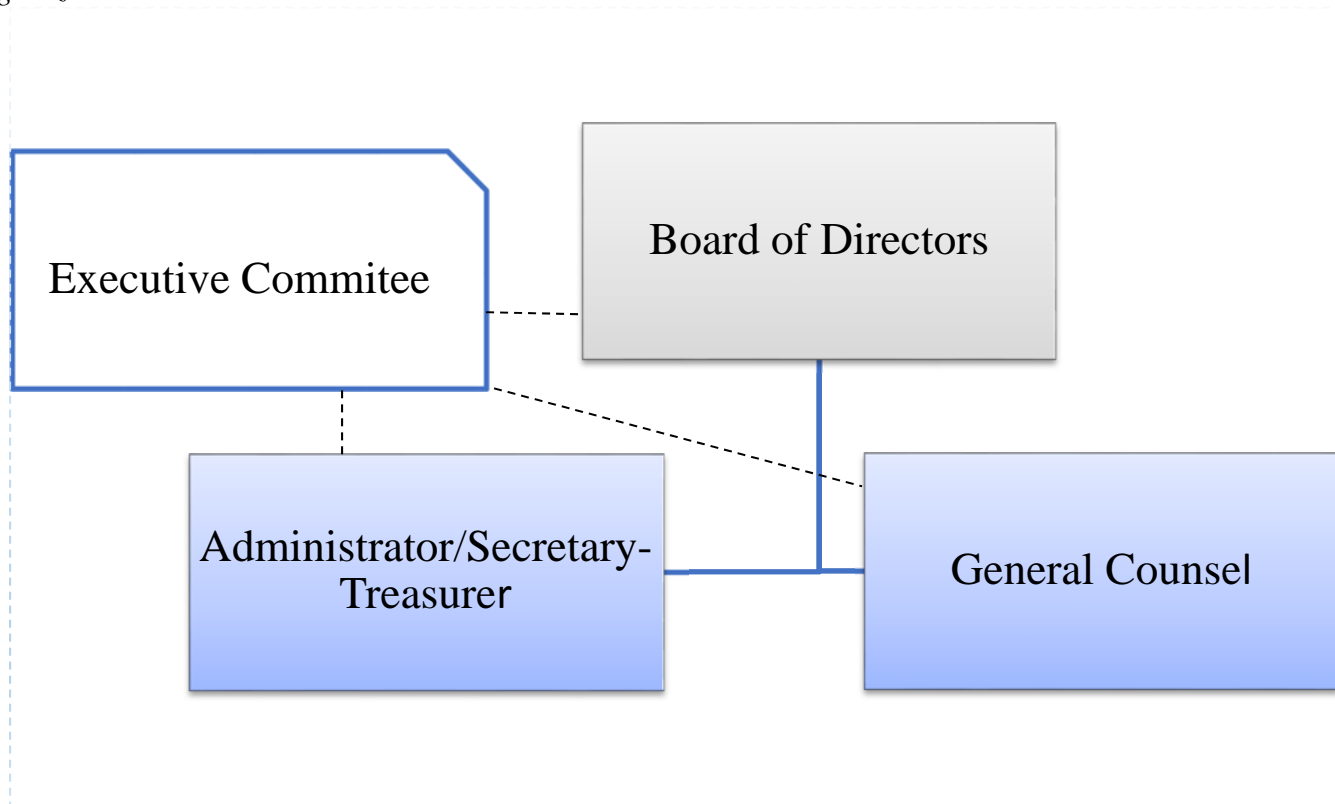 Board of Directors
Executive Commitee
Administrator/Secretary-
Treasurer
General Counsel